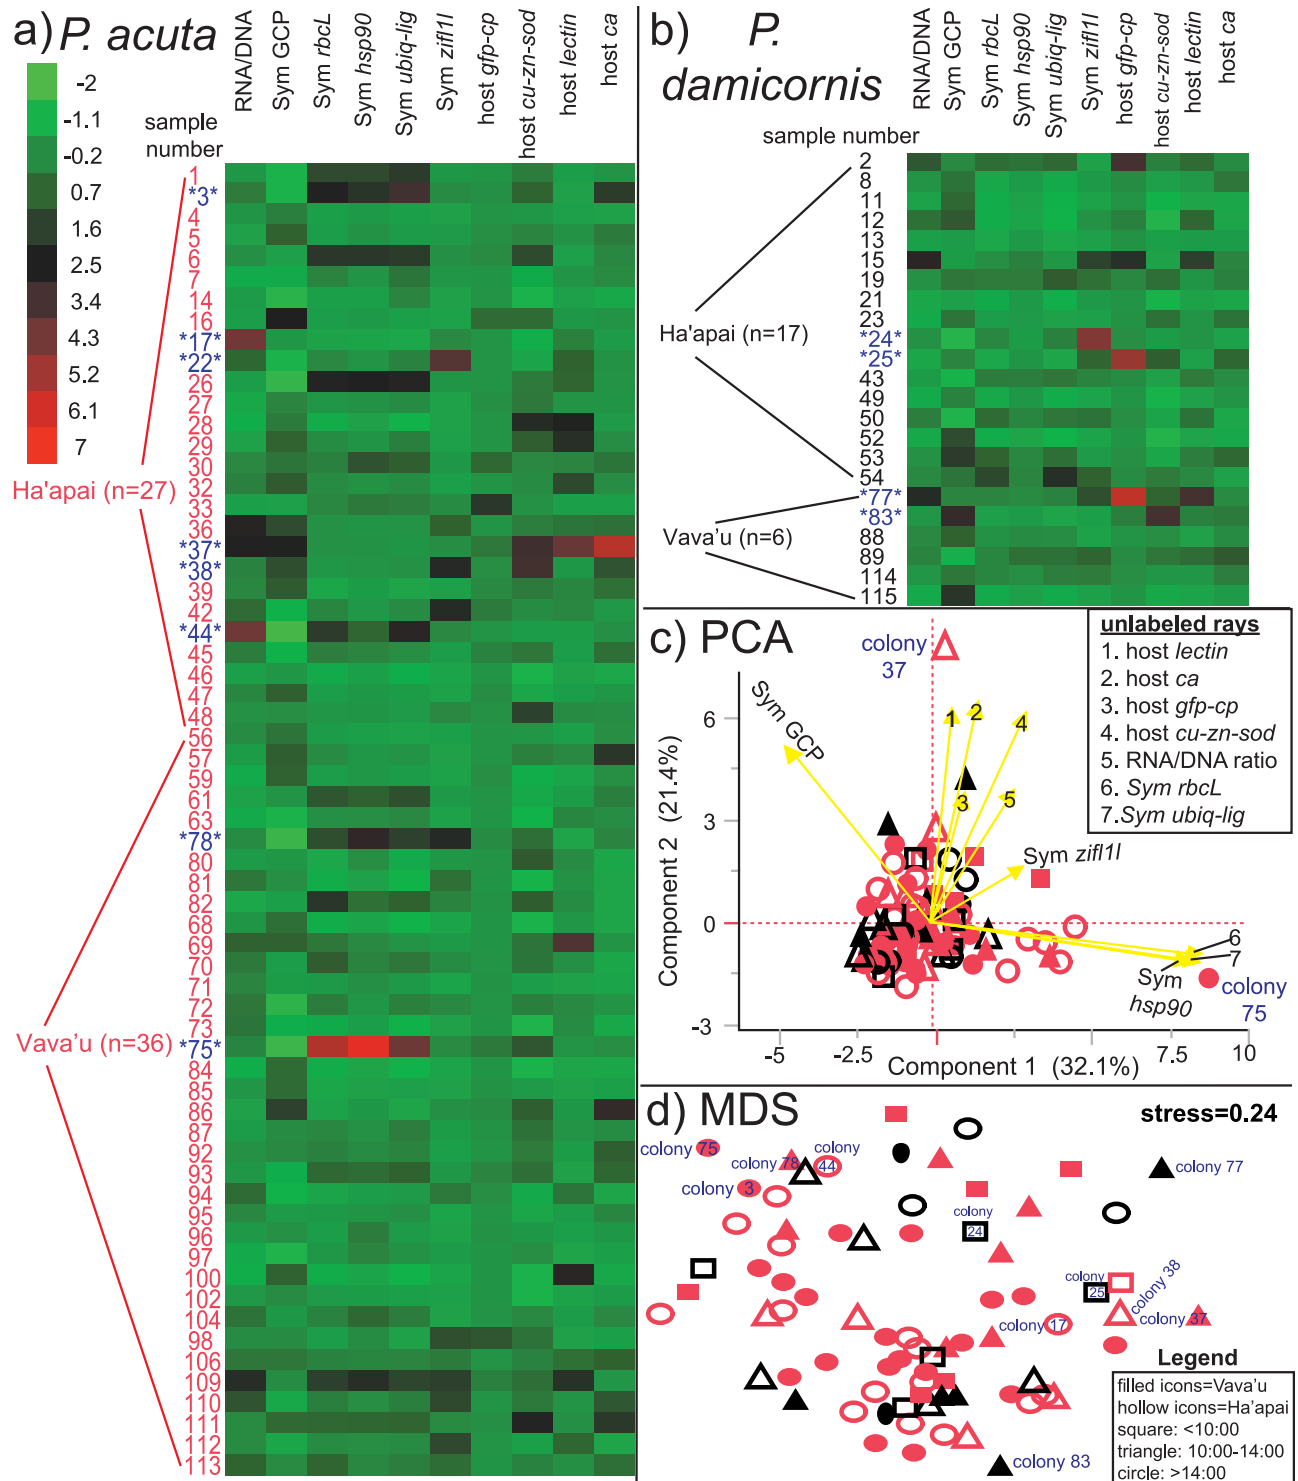 a) P. acuta
RNA/DNA
Sym GCP
Sym rbcL
Sym hsp90
Sym ubiq-lig
Sym zifl1l
host gfp-cp
host cu-zn-sod
host lectin
host ca
-2
-1.1
-0.2
0.7
1.6
2.5
3.4
4.3
5.2
6.1
7
sample
number
1
*3*
4
5
6
7
14
16
*17*
*22*
26
27
28
29
30
32
33
36
*37*
*38*
39
42
*44*
45
46
47
48
56
57
59
61
63
*78*
80
81
82
68
69
70
71
72
73
*75*
84
85
86
87
92
93
94
95
96
97
100
102
104
98
106
109
110
111
112
113
Ha'apai (n=27)
Vava'u (n=36)
b) P.
damicornis
RNA/DNA
Sym GCP
Sym rbcL
Sym hsp90
Sym ubiq-lig
Sym zifl1l
host gfp-cp
host cu-zn-sod
host lectin
host ca
sample number
2
8
11
12
13
15
19
21
23
*24*
*25*
43
49
50
52
53
54
*77*
*83*
88
89
114
115
Ha'apai (n=17)
Vava'u (n=6)
c) PCA
colony
37
unlabeled rays
1. host lectin
2. host ca
3. host gfp-cp
4. host cu-zn-sod
5. RNA/DNA ratio
6. Sym rbcL
7. Sym ubiq-lig
Sym GCP
1
2
4
3
5
Sym zifl1l
6
7
Sym
hsp90
colony
75
Component 2 (21.4%)
6
3
0
-3
-5
-2.5
7.5
10
Component 1 (32.1%)
d) MDS
stress=0.24
colony 75
colony 78
colony
44
colony 3
colony 77
colony
24
colony
25
colony 38
colony 37
colony 17
colony 83
Legend
filled icons=Vava'u
hollow icons=Ha'apai
square: <10:00
triangle: 10:00-14:00
circle: >14:00